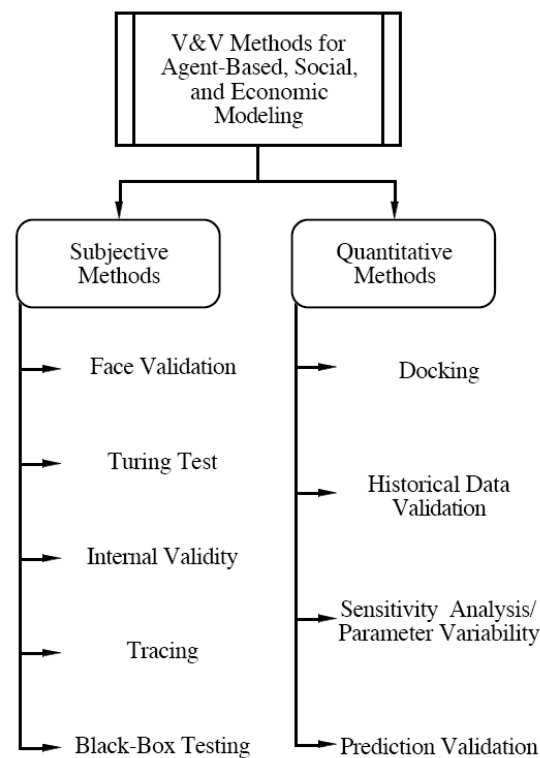 V&V Methods for
Agent-Based, Social,
and Economic
Modeling
Subjective
Methods
Face Validation
Turing Test
Internal Validity
Tracing
Black-Box Testing
Quantitative
Methods
Docking
Historical Data
Validation
Sensitivity Analysis/
Parameter Variability
Prediction Validation